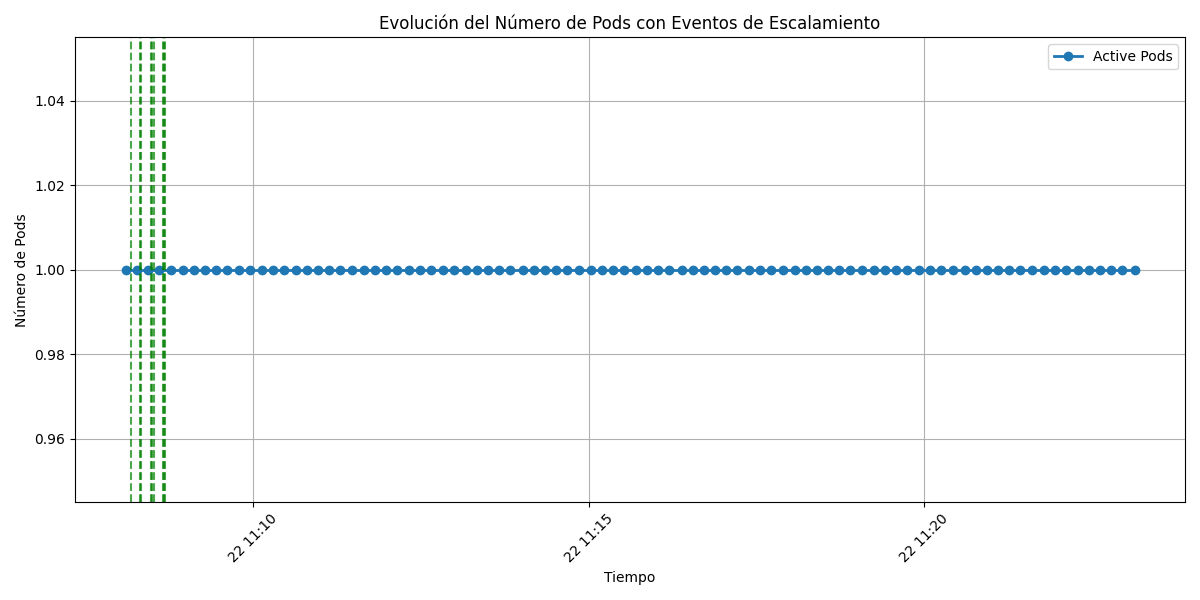 Evolución del Número de Pods con Eventos de Escalamiento
Active Pods
Número de Pods
1.04
1.02
1.00
0.98
0.96
22 11:10
22 11:15
22 11:20
Tiempo